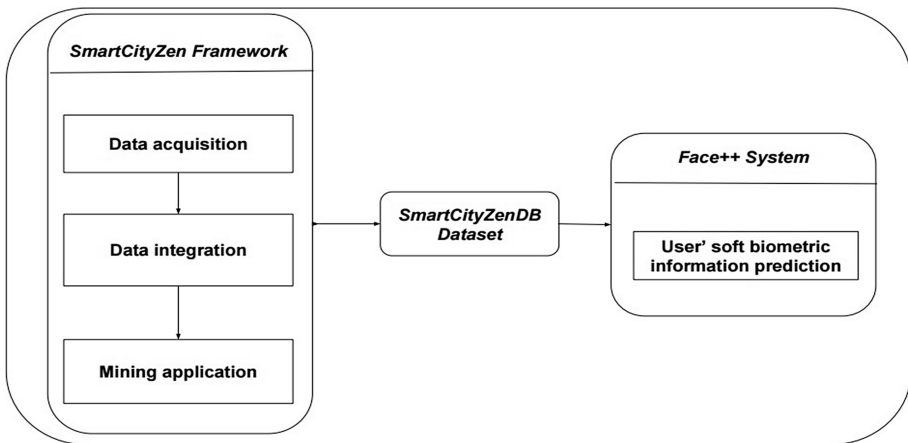 SmartCityZen Framework
Data acquisition
Data integration
Mining application
SmartCityZenDB
Dataset
Face++ System
User' soft biometric
information prediction